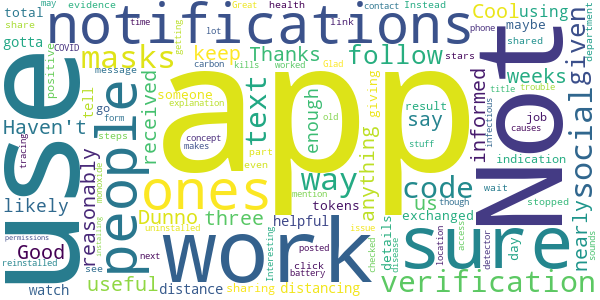 may evidence
total
share
gotta
positive
COVID
notifications
time
lot
Great
health
link
contact
Instead
maybe
phone
shared
Cool using
department
given
masks
keep
Thanks
follow
stars
weeks
getting
message
carbon
kills
worked
Glad
someone
explanation
tell
go
form
steps
received
text
enough
old
result
say
stuff
informed
job
title
trouble
infectious
causes
indication
social
Haven't
tracing
likely
use
people
reasonably
installing
monoxide
concept
makes
app
part
even
anything
giving
way
code
us
Not
wait
stopped
though
ones
mention
tokens
exchanged
Dunno
three
helpful
uninstalled
interesting
posted
issue
checked
details
disease
location
access
detector
day
nearly
sounds
sure
permissions
Good
reinstalled
see
next
work
click
battery
watch
useful
distance
sharing
distancing
verification